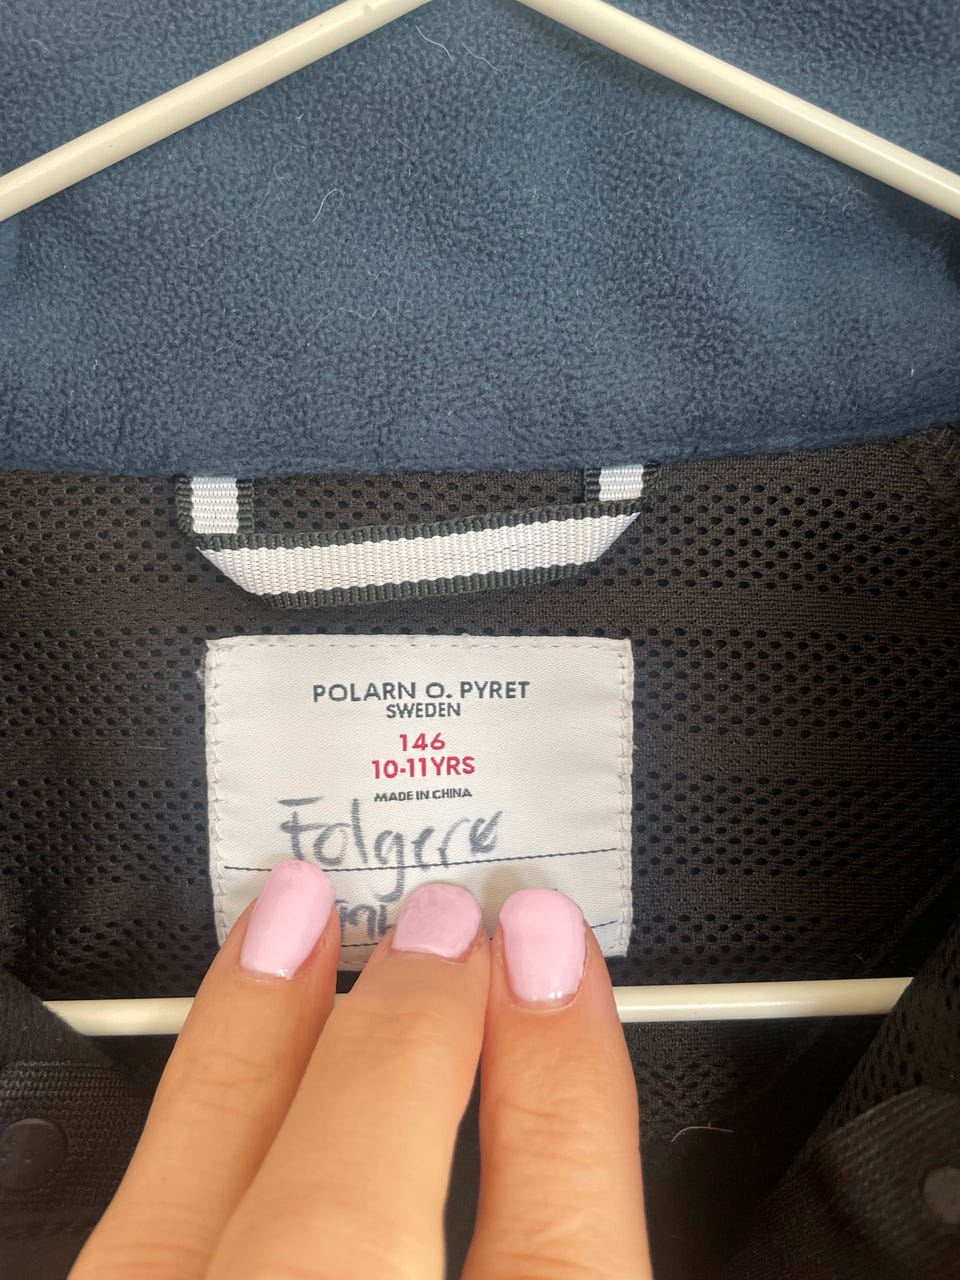 POLARN O. PYRET
SWEDEN
146
10-11YRS
MADE IN CHINA